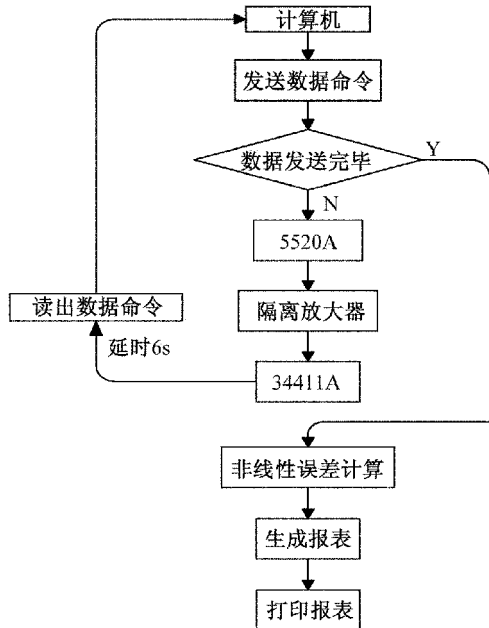 计算机
发送数据命令
数据发送完毕
Y
N
5520A
隔离放大器
读出数据命令
延时6s
34411A
非线性误差计算
生成报表
打印报表